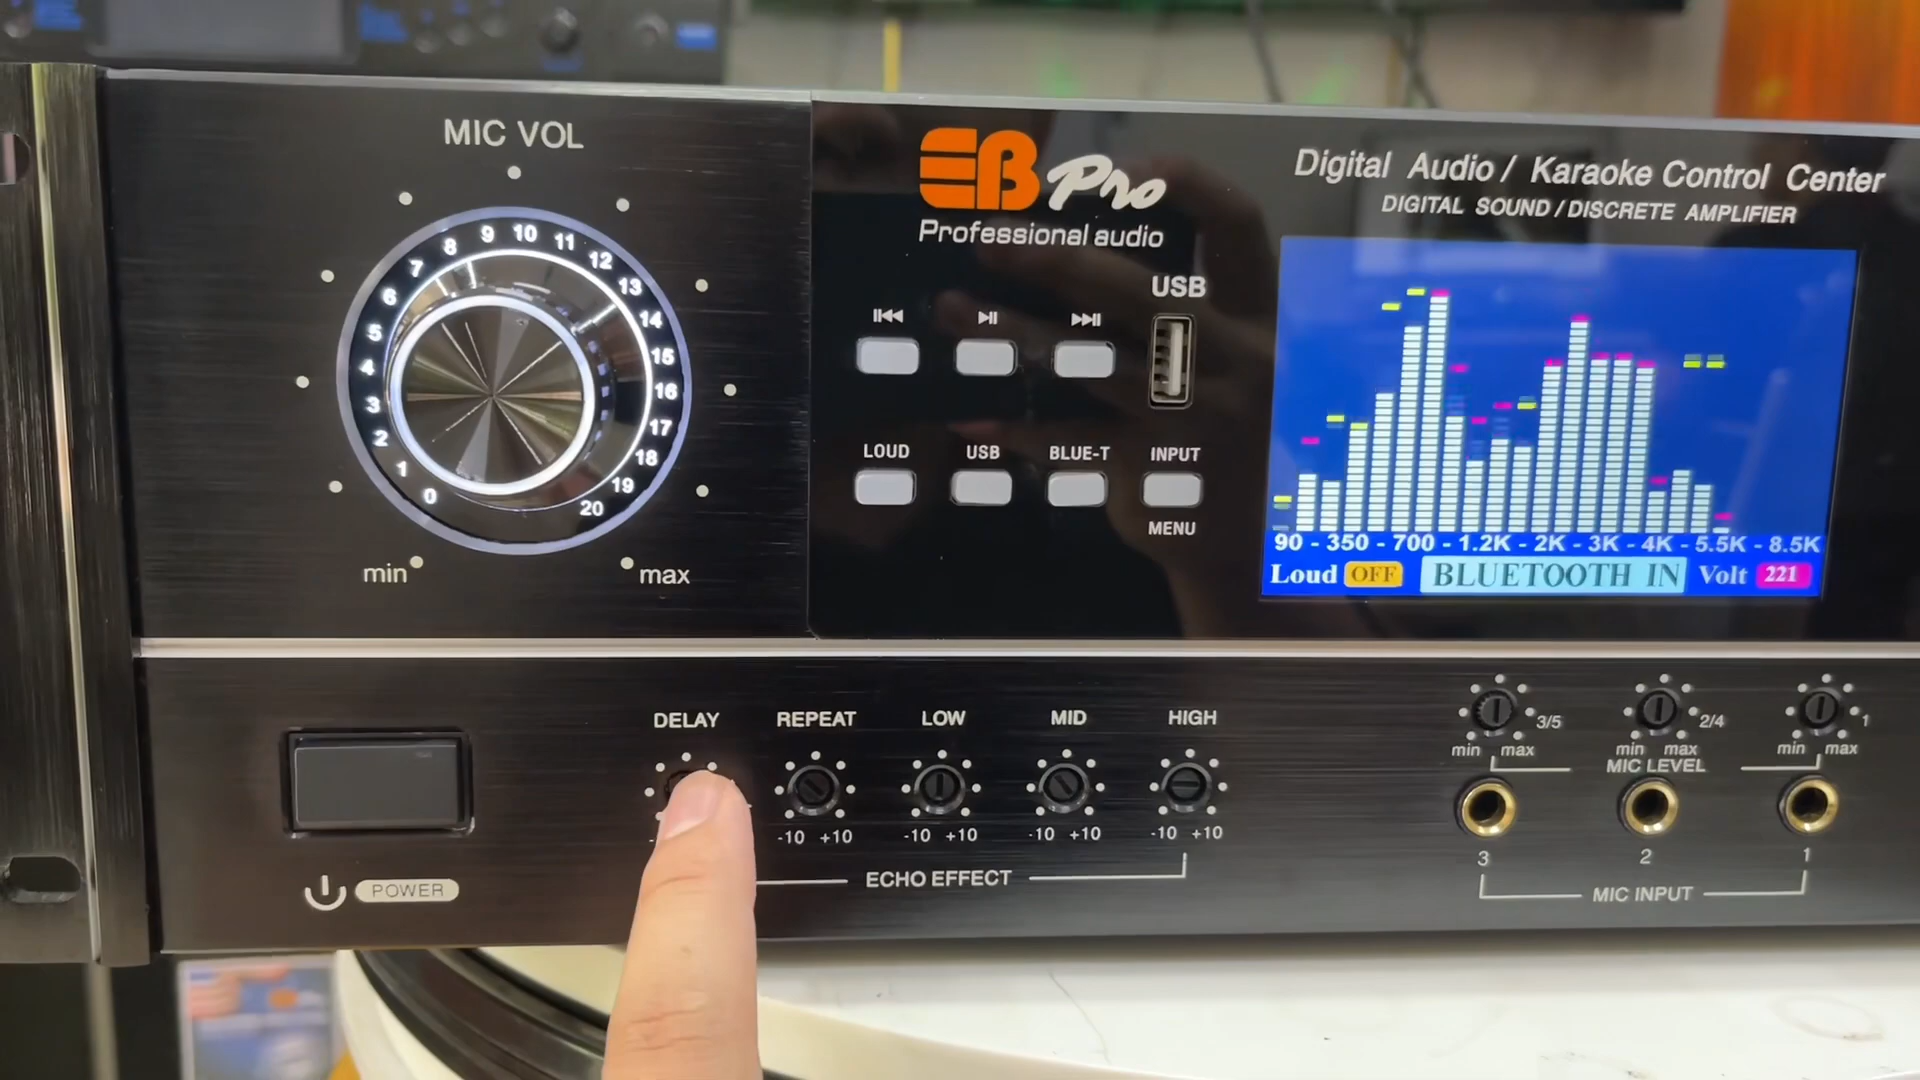 MIC VOL
0 1 2 3 4 5 6 7 8 9 10 11 12 13 14 15 16 17 18 19 20
min max
EB Pro
Professional audio
USB
LOUD USB BLUE-T INPUT
MENU
Digital Audio / Karaoke Control Center
DIGITAL SOUND / DISCRETE AMPLIFIER
90 - 350 - 700 - 1.2K - 2K - 3K - 4K - 5.5K - 8.5K
Loud OFF BLUETOOTH IN Volt 221
POWER
DELAY REPEAT LOW MID HIGH
-10 +10 -10 +10 -10 +10 -10 +10
ECHO EFFECT
3/5 2/4 1
min max min max min max
MIC LEVEL
3 2 1
MIC INPUT